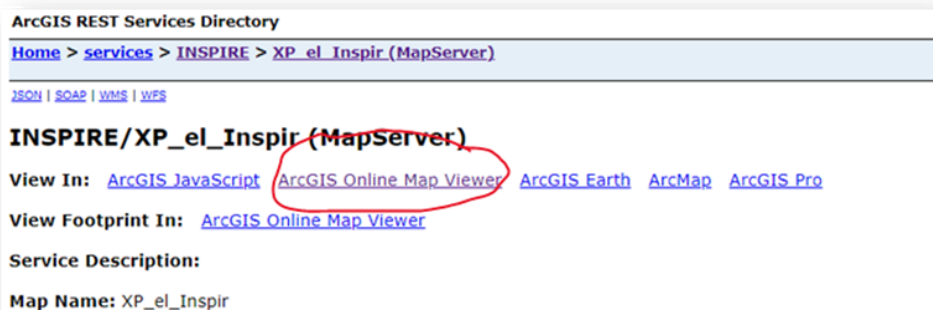 ArcGIS REST Services Directory
Home > services > INSPIRE > XP_el_Inspir (MapServer)
JSON | SOAP | WMS | WFS
INSPIRE/XP_el_Inspir (MapServer)
View In: ArcGIS JavaScript ArcGIS Online Map Viewer ArcGIS Earth ArcMap ArcGIS Pro
View Footprint In: ArcGIS Online Map Viewer
Service Description:
Map Name: XP_el_Inspir